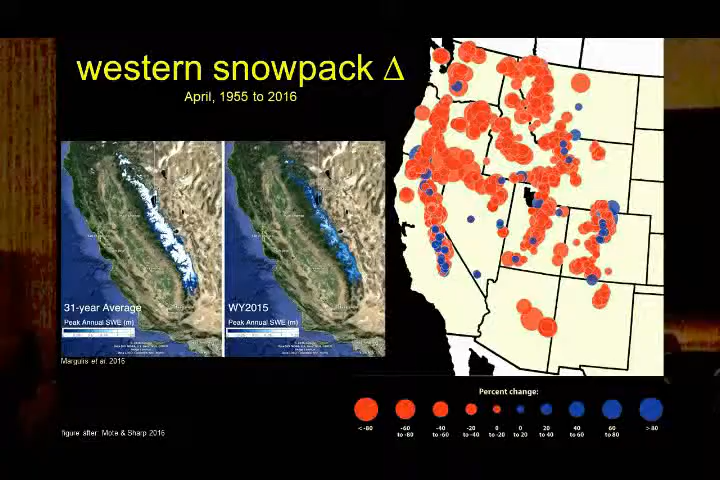 western snowpack Δ
April, 1955 to 2016
31-year Average
Peak Annual SWE (m)
WY2015
Peak Annual SWE (m)
Margulis et al. 2016
Percent change:
< -80
-60 to -80
-40 to -60
-20 to -40
0 to -20
0 to 20
20 to 40
40 to 60
60 to 80
> 80
figure after: Mote & Sharp 2016